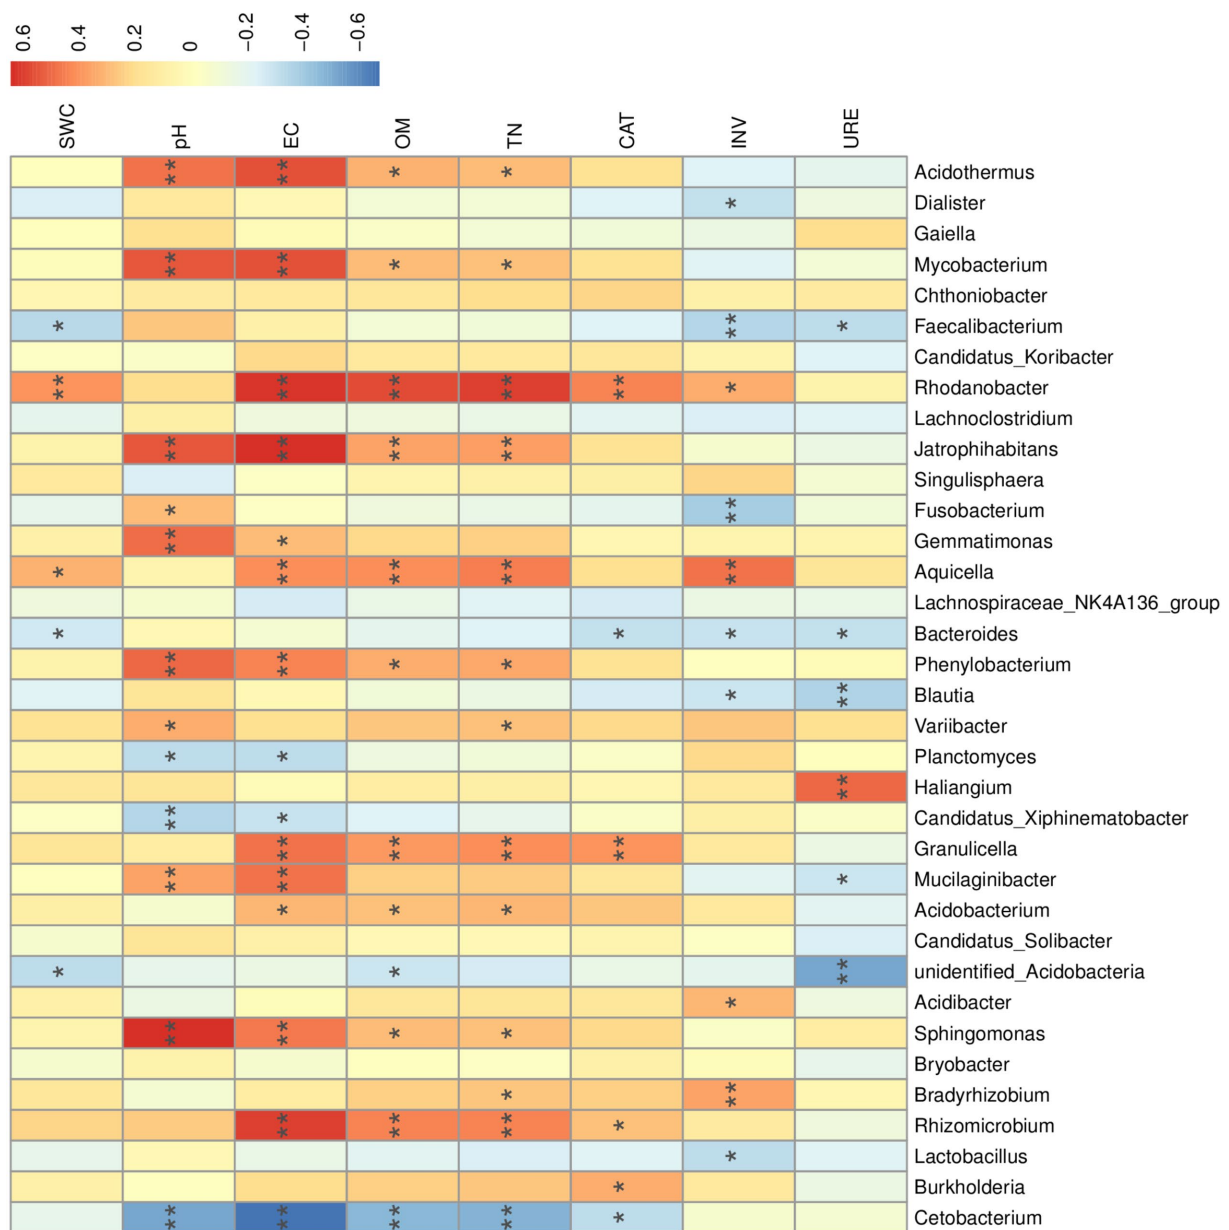 0.6 0.4 0.2 0 −0.2 −0.4 −0.6
SWC pH EC OM TN CAT INV URE
** ** * * Acidothermus
* Dialister
Gaiella
** ** * * Mycobacterium
Chthoniobacter
* ** * Faecalibacterium
Candidatus_Koribacter
** ** ** ** ** * Rhodanobacter
Lachnoclostridium
** ** ** ** Jatrophihabitans
Singulisphaera
* ** Fusobacterium
** * Gemmatimonas
* ** ** ** ** Aquicella
Lachnospiraceae_NK4A136_group
* * * * Bacteroides
** ** * * Phenylobacterium
* ** Blautia
* * Variibacter
* * Planctomyces
** Haliangium
** * Candidatus_Xiphinematobacter
** ** ** ** Granulicella
** ** * Mucilaginibacter
* * * Acidobacterium
Candidatus_Solibacter
* * ** unidentified_Acidobacteria
* Acidibacter
** ** * * Sphingomonas
Bryobacter
* ** Bradyrhizobium
** ** ** * Rhizomicrobium
* Lactobacillus
* Burkholderia
** ** ** ** * Cetobacterium